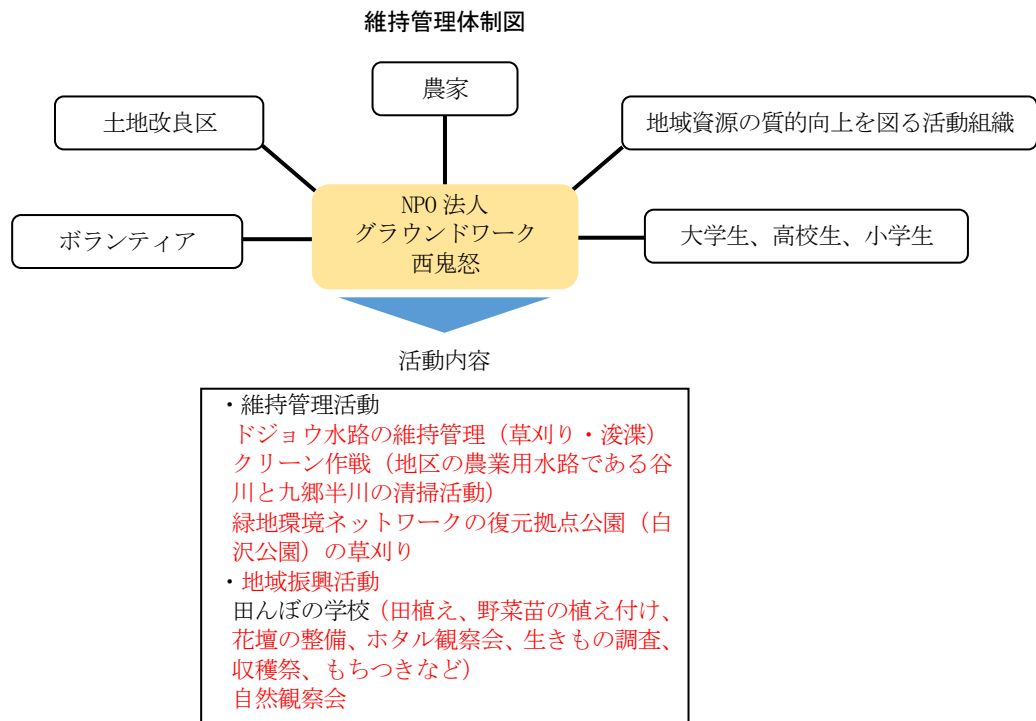 維持管理体制図
農家
土地改良区
地域資源の質的向上を図る活動組織
NPO 法人
グラウンドワーク
西鬼怒
ボランティア
大学生、高校生、小学生
活動内容
・維持管理活動
ドジョウ水路の維持管理（草刈り・浚渫）
クリーン作戦（地区の農業用水路である谷
川と九郷半川の清掃活動）
緑地環境ネットワークの復元拠点公園（白
沢公園）の草刈り
・地域振興活動
田んぼの学校（田植え、野菜苗の植え付け、
花壇の整備、ホタル観察会、生きもの調査、
収穫祭、もちつきなど）
自然観察会